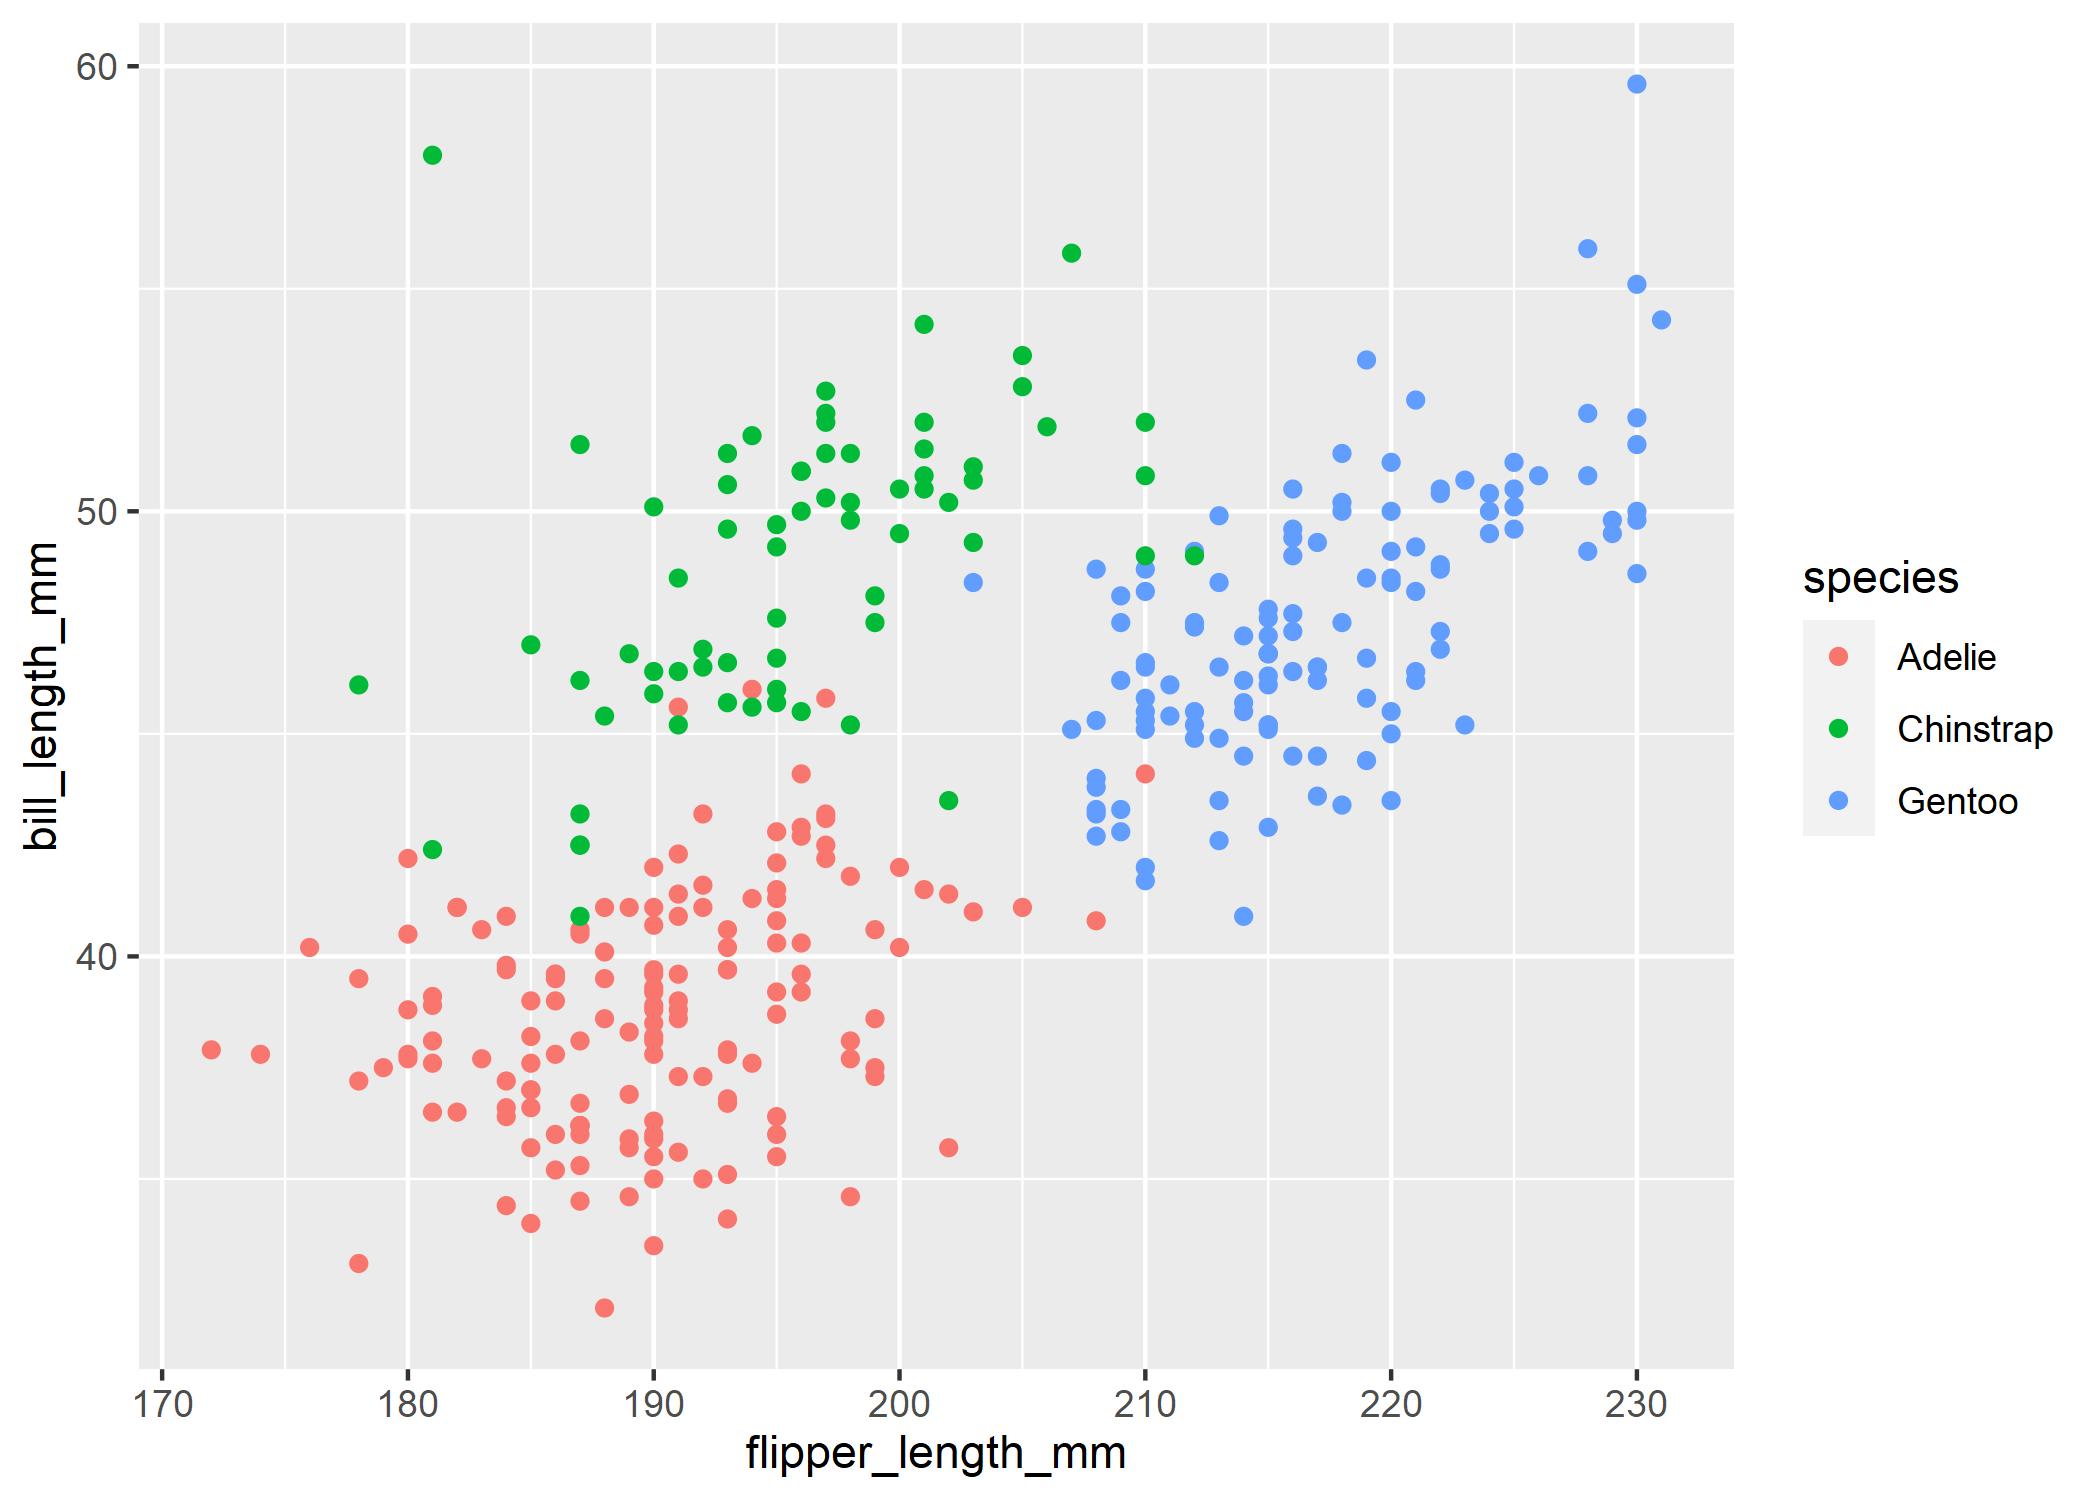 60
50
40
bill_length_mm
170 180 190 200 210 220 230
flipper_length_mm
species
Adelie
Chinstrap
Gentoo